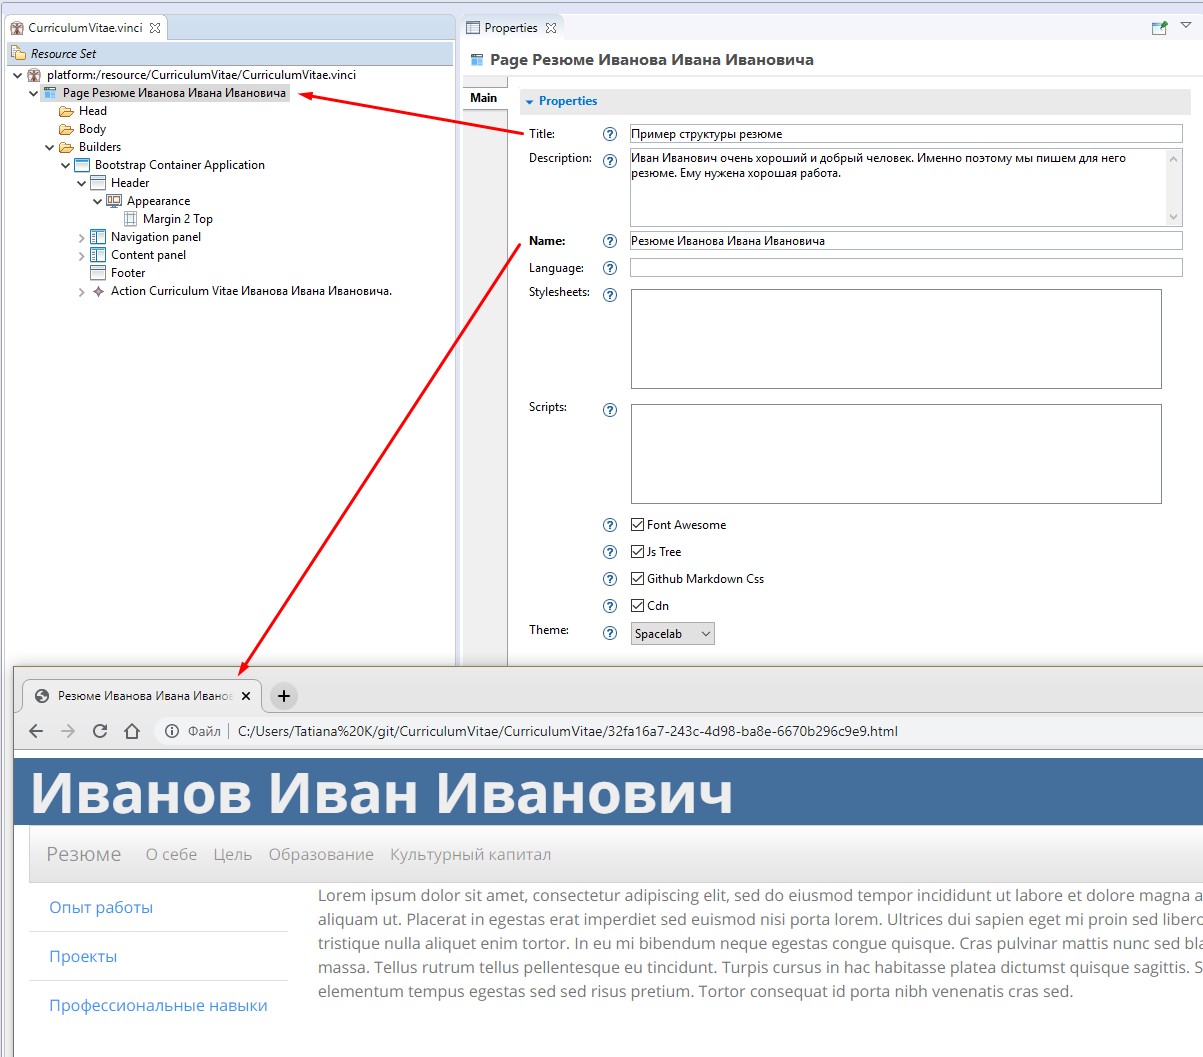 CurriculumVitae.vinci
Resource Set
platform:/resource/CurriculumVitae/CurriculumVitae.vinci
Page Резюме Иванова Ивана Ивановича
Head
Body
Builders
Bootstrap Container Application
Header
Appearance
Margin 2 Top
Navigation panel
Content panel
Footer
Action Curriculum Vitae Иванова Ивана Ивановича.
Properties
Page Резюме Иванова Ивана Ивановича
Main
Properties
Title: ? Пример структуры резюме
Description: ? Иван Иванович очень хороший и добрый человек. Именно поэтому мы пишем для него
резюме. Ему нужена хорошая работа.
Name: ? Резюме Иванова Ивана Ивановича
Language: ?
Stylesheets: ?
Scripts: ?
? Font Awesome
? Js Tree
? Github Markdown Css
? Cdn
Theme: ? Spacelab
Резюме Иванова Ивана Иванов
Файл C:/Users/Tatiana%20K/git/CurriculumVitae/CurriculumVitae/32fa16a7-243c-4d98-ba8e-6670b296c9e9.html
Иванов Иван Иванович
Резюме О себе Цель Образование Культурный капитал
Опыт работы
Проекты
Профессиональные навыки
Lorem ipsum dolor sit amet, consectetur adipiscing elit, sed do eiusmod tempor incididunt ut labore et dolore magna a
aliquam ut. Placerat in egestas erat imperdiet sed euismod nisi porta lorem. Ultrices dui sapien eget mi proin sed liberc
tristique nulla aliquet enim tortor. In eu mi bibendum neque egestas congue quisque. Cras pulvinar mattis nunc sed bla
massa. Tellus rutrum tellus pellentesque eu tincidunt. Turpis cursus in hac habitasse platea dictumst quisque sagittis. S
elementum tempus egestas sed sed risus pretium. Tortor consequat id porta nibh venenatis cras sed.